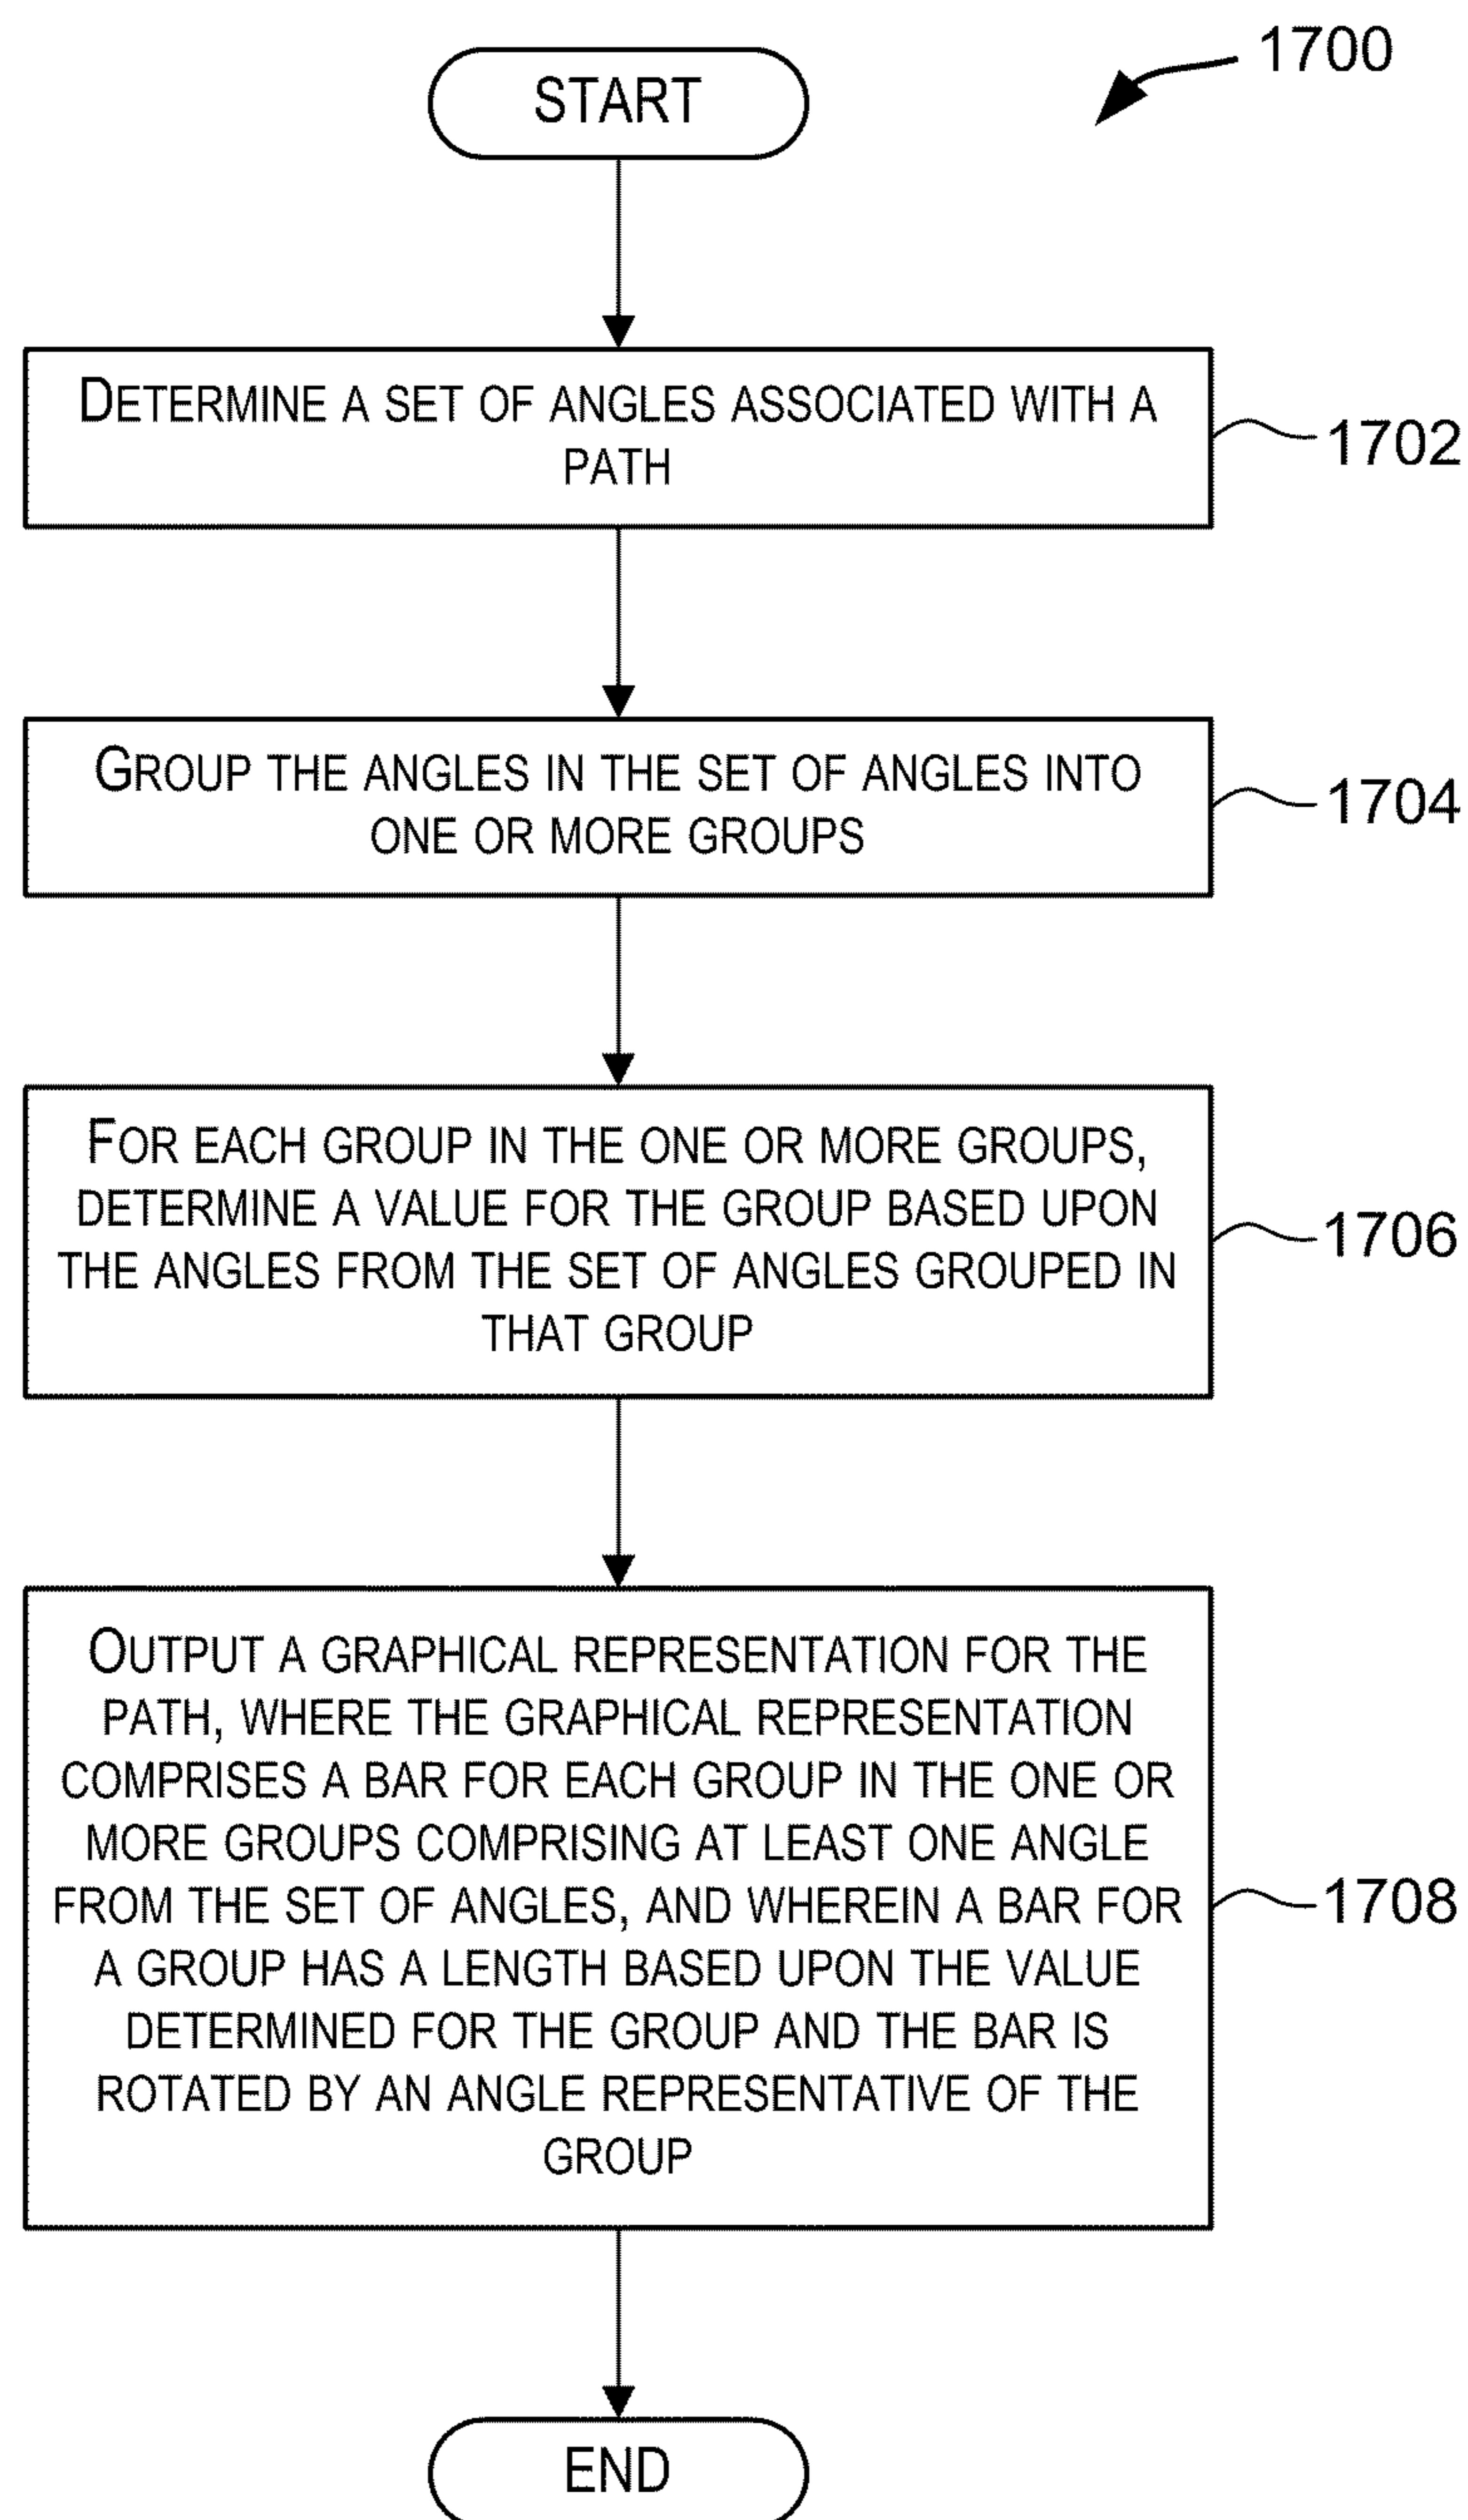 1700
START
DETERMINE A SET OF ANGLES ASSOCIATED WITH A
PATH
1702
GROUP THE ANGLES IN THE SET OF ANGLES INTO
ONE OR MORE GROUPS
1704
FOR EACH GROUP IN THE ONE OR MORE GROUPS,
DETERMINE A VALUE FOR THE GROUP BASED UPON
THE ANGLES FROM THE SET OF ANGLES GROUPED IN
THAT GROUP
1706
OUTPUT A GRAPHICAL REPRESENTATION FOR THE
PATH, WHERE THE GRAPHICAL REPRESENTATION
COMPRISES A BAR FOR EACH GROUP IN THE ONE OR
MORE GROUPS COMPRISING AT LEAST ONE ANGLE
FROM THE SET OF ANGLES, AND WHEREIN A BAR FOR
A GROUP HAS A LENGTH BASED UPON THE VALUE
DETERMINED FOR THE GROUP AND THE BAR IS
ROTATED BY AN ANGLE REPRESENTATIVE OF THE
GROUP
1708
END